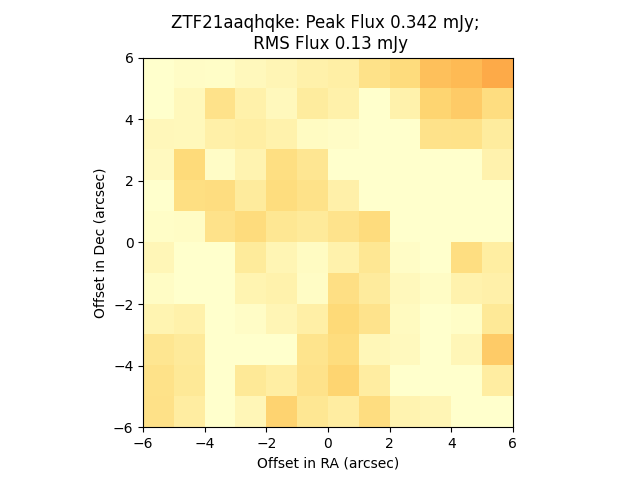 ZTF21aaqhqke: Peak Flux 0.342 mJy;
RMS Flux 0.13 mJy
6
4
2
0
−2
−4
−6
Offset in Dec (arcsec)
−6 −4 −2 0 2 4 6
Offset in RA (arcsec)